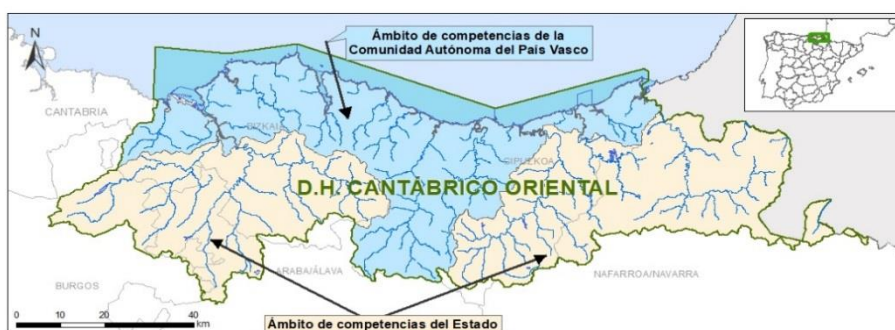 Ámbito de competencias de la
Comunidad Autónoma del País Vasco
N
CANTABRIA
BIZKAIA
GIPUZKOA
D.H. CANTÁBRICO ORIENTAL
ARABA/ÁLAVA
NAFARROA/NAVARRA
BURGOS
0 10 20 40
km
Ámbito de competencias del Estado